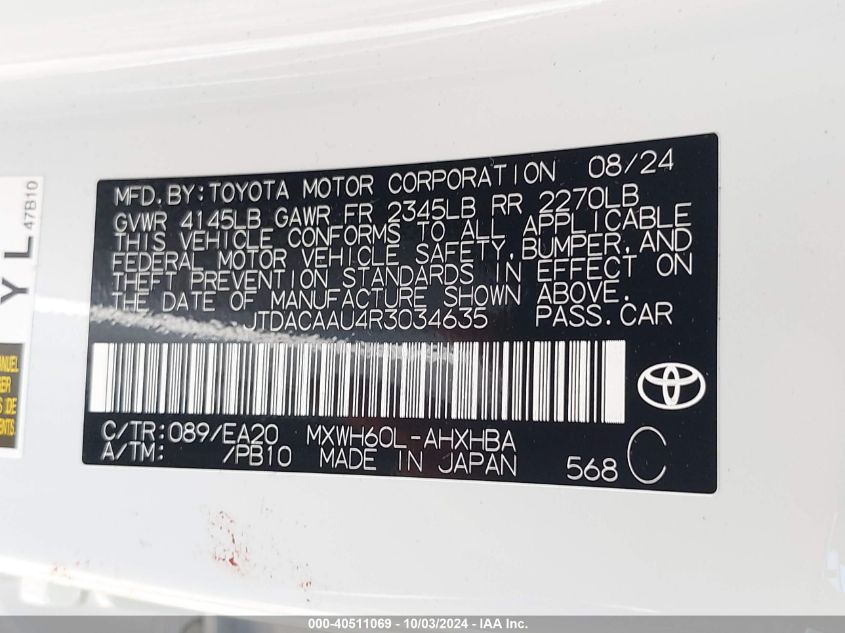 MFD.BY:TOYOTA MOTOR CORPORATION 08/24
GVWR 4145LB GAWR FR 2345LB RR 2270LB
THIS VEHICLE CONFORMS TO ALL APPLICABLE
FEDERAL MOTOR VEHICLE SAFETY,BUMPER,AND
THEFT PREVENTION STANDARDS IN EFFECT ON
THE DATE OF MANUFACTURE SHOWN ABOVE.
JTDACAAU4R3034635 PASS.CAR
C/TR:089/EA20 MXWH60L-AHXHBA
A/TM: /PB10 MADE IN JAPAN 568 C
YL
47B10
000-40511069 - 10/03/2024 - IAA Inc.